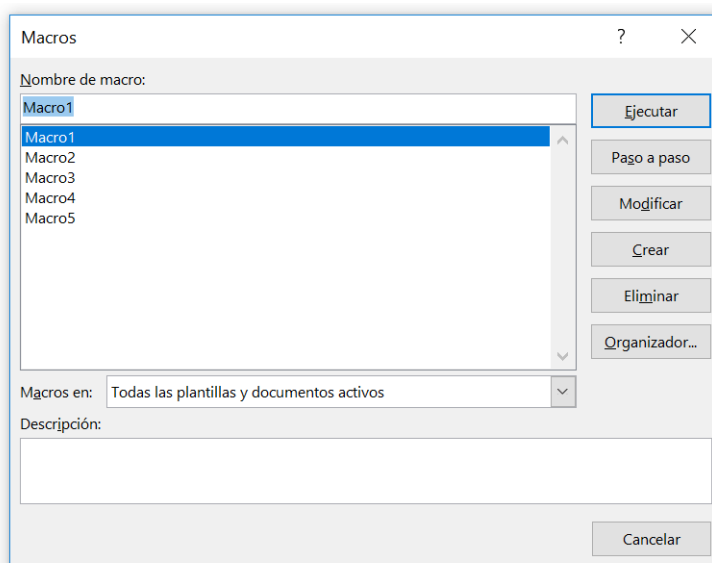 Macros
?
Nombre de macro:
Macro1
Ejecutar
Macro1
Macro2
Macro3
Macro4
Macro5
Paso a paso
Modificar
Crear
Eliminar
Organizador...
Macros en: Todas las plantillas y documentos activos
Descripción:
Cancelar